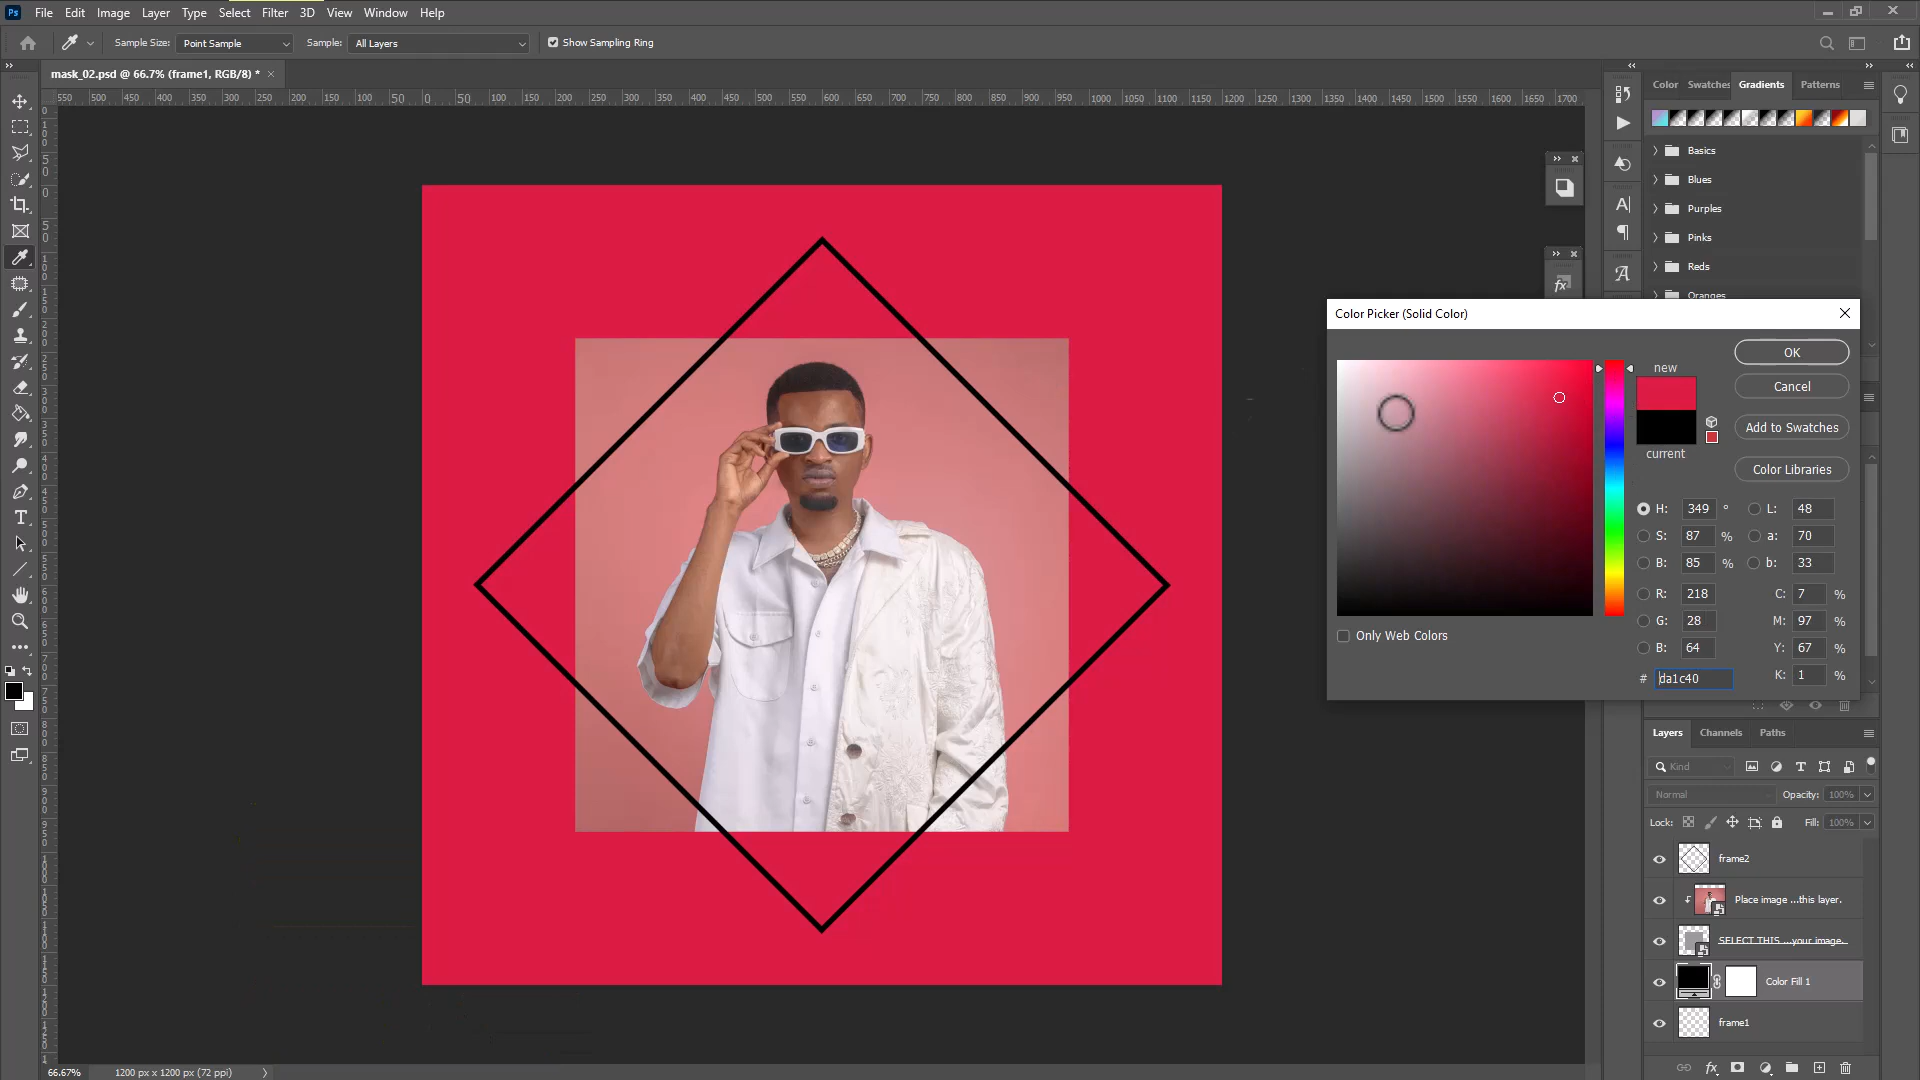 Ps File Edit Image Layer Type Select Filter 3D View Window Help
Sample Size: Point Sample Sample: All Layers Show Sampling Ring
mask_02.psd @ 66.7% (frame1, RGB/8) * ×
550 500 450 400 350 300 250 200 150 100 50 0 50 100 150 200 250 300 350 400 450 500 550 600 650 700 750 800 850 900 950 1000 1050 1100 1150 1200 1250 1300 1350 1400 1450 1500 1550 1600 1650 1700
Color Swatches Gradients Patterns
Basics
Blues
Purples
Pinks
Reds
Oranges
fx
Color Picker (Solid Color)
new
current
OK
Cancel
Add to Swatches
Color Libraries
H: 349 ° L: 48
S: 87 % a: 70
B: 85 % b: 33
R: 218 C: 7 %
G: 28 M: 97 %
B: 64 Y: 67 %
# da1c40 K: 1 %
Only Web Colors
Layers Channels Paths
Kind
Normal Opacity: 100%
Lock: Fill: 100%
frame2
Place image ...this layer.
SELECT THIS ...your image.
Color Fill 1
frame1
fx
66.67% 1200 px x 1200 px (72 ppi)